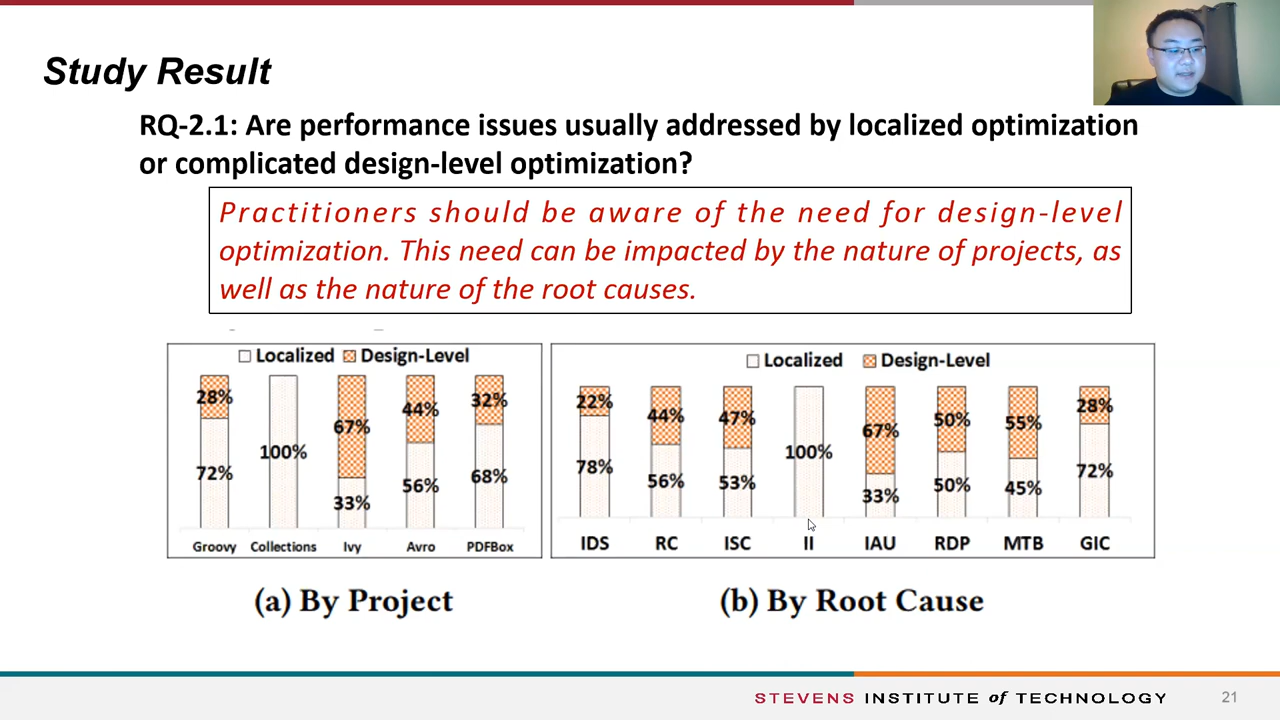 Study Result
RQ-2.1: Are performance issues usually addressed by localized optimization
or complicated design-level optimization?
Practitioners should be aware of the need for design-level
optimization. This need can be impacted by the nature of projects, as
well as the nature of the root causes.
Localized Design-Level
28% 67% 44% 32%
100%
72% 33% 56% 68%
Groovy Collections Ivy Avro PDFBox
(a) By Project
Localized Design-Level
22% 44% 47% 67% 50% 55% 28%
100%
78% 56% 53% 33% 50% 45% 72%
IDS RC ISC II IAU RDP MTB GIC
(b) By Root Cause
STEVENS INSTITUTE of TECHNOLOGY
21